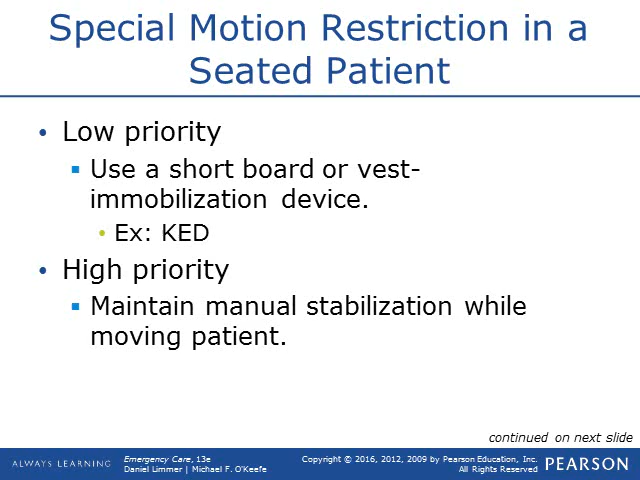 Special Motion Restriction in a
Seated Patient
• Low priority
▪ Use a short board or vest-
immobilization device.
• Ex: KED
• High priority
▪ Maintain manual stabilization while
moving patient.
continued on next slide
ALWAYS LEARNING
Emergency Care, 13e
Daniel Limmer | Michael F. O'Keefe
Copyright © 2016, 2012, 2009 by Pearson Education, Inc.
All Rights Reserved
PEARSON